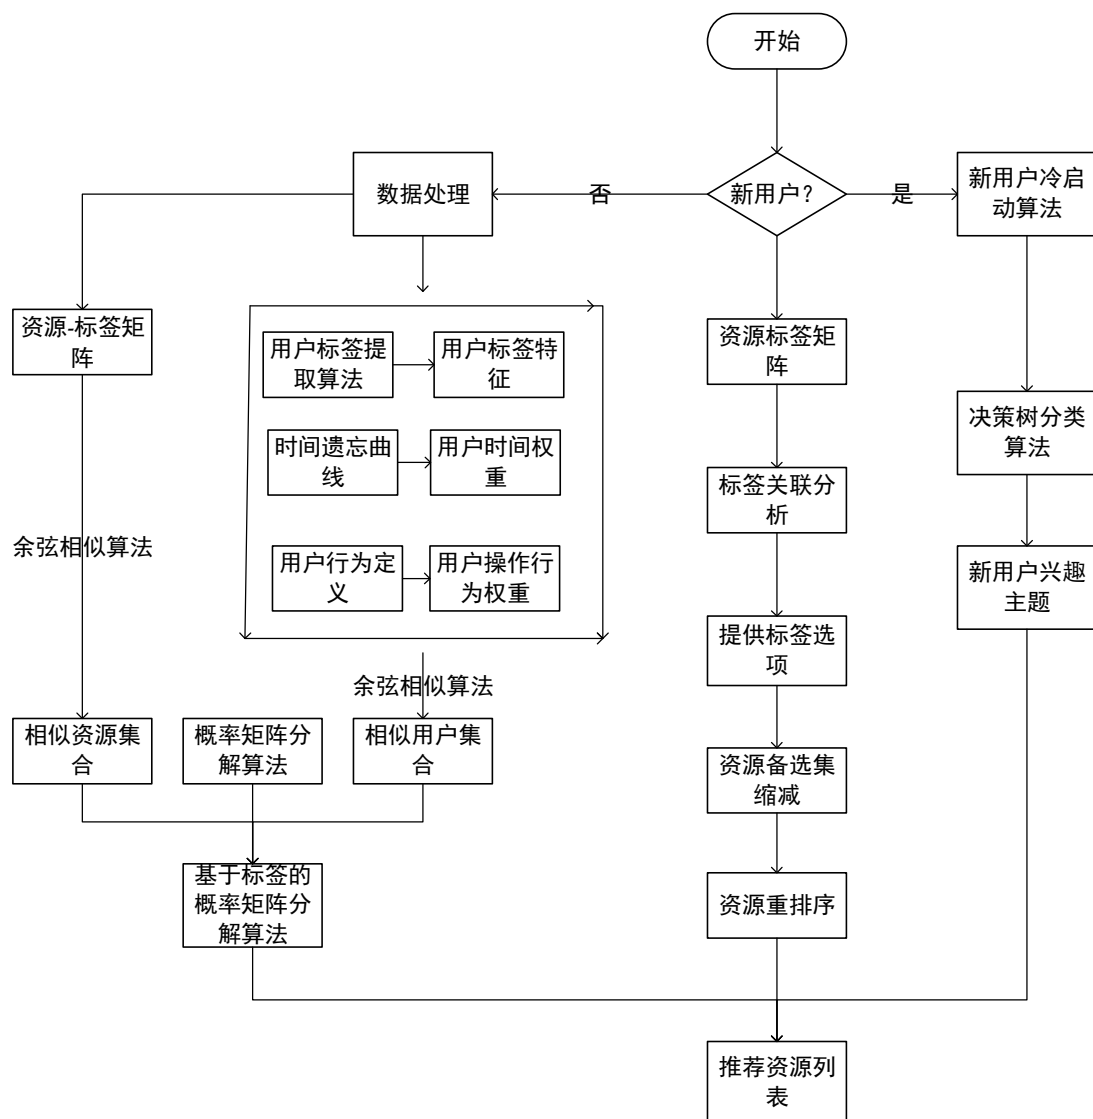 开始
数据处理
否
新用户？
是
新用户冷启
动算法
资源-标签矩
阵
用户标签提
取算法
用户标签特
征
资源标签矩
阵
时间遗忘曲
线
用户时间权
重
标签关联分
析
决策树分类
算法
余弦相似算法
用户行为定
义
用户操作行
为权重
新用户兴趣
主题
提供标签选
项
余弦相似算法
相似资源集
合
概率矩阵分
解算法
相似用户集
合
资源备选集
缩减
基于标签的
概率矩阵分
解算法
资源重排序
推荐资源列
表